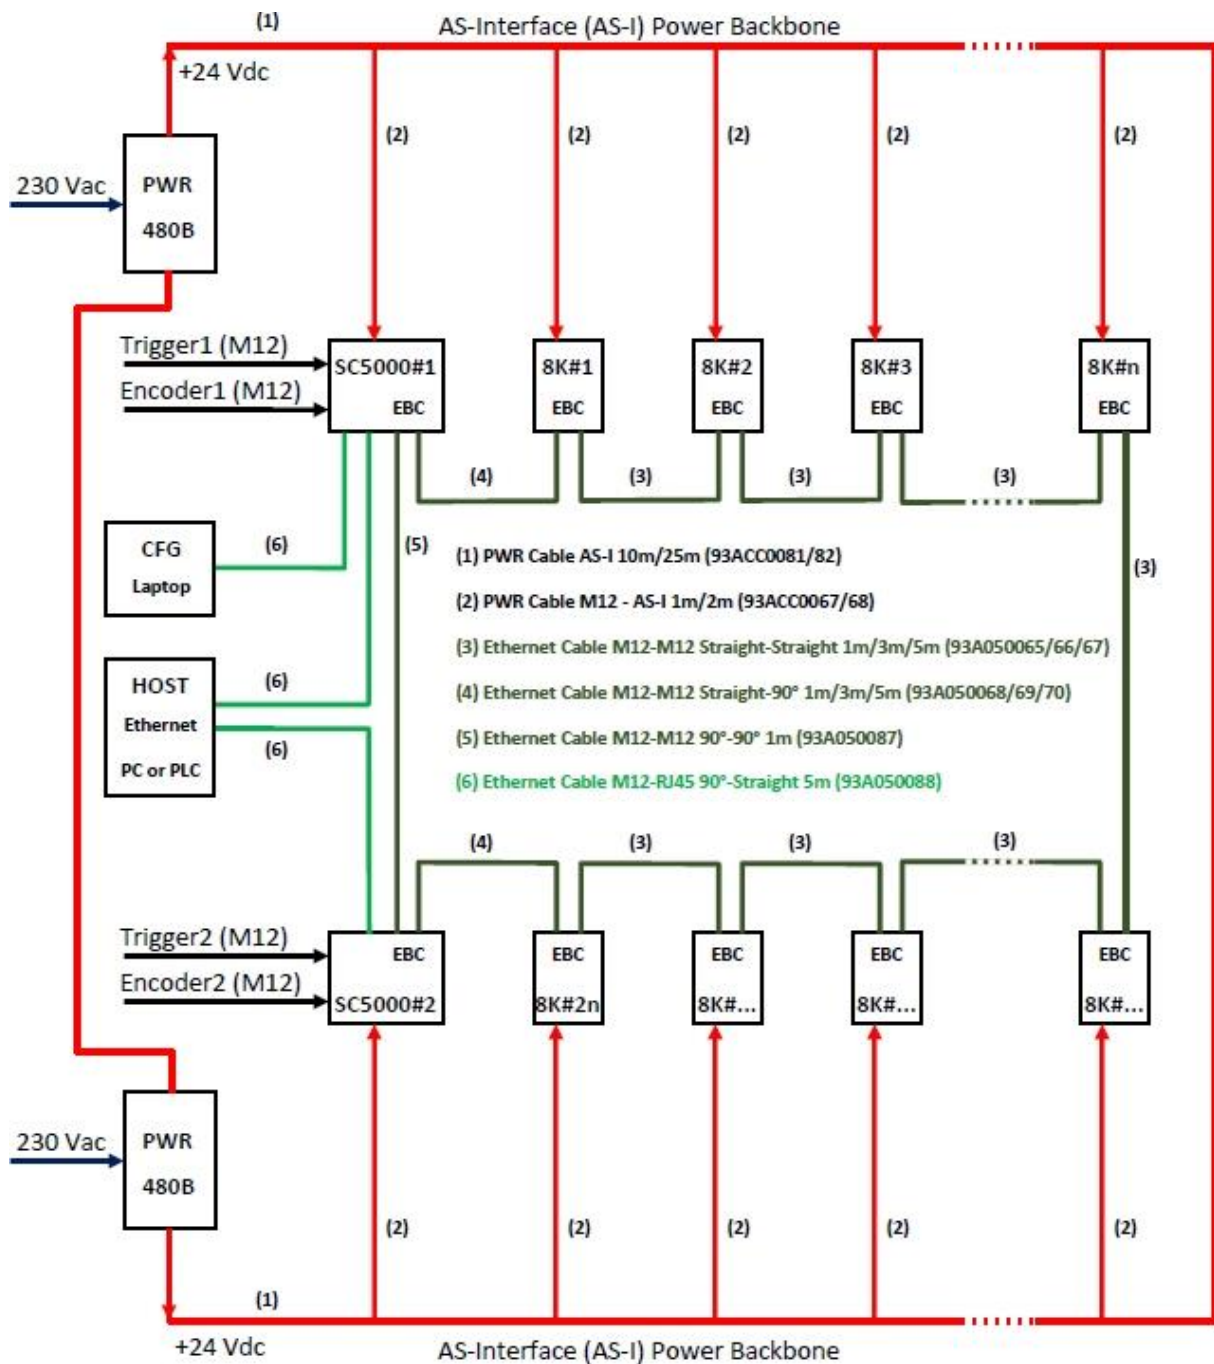 (1)
AS-Interface (AS-I) Power Backbone
+24 Vdc
(2) (2) (2) (2) (2)
230 Vac
PWR
480B
Trigger1 (M12)
Encoder1 (M12)
SC5000#1
EBC
8K#1
EBC
8K#2
EBC
8K#3
EBC
8K#n
EBC
(4) (3) (3) (3)
CFG
Laptop
(6)
(5)
(3)
(1) PWR Cable AS-I 10m/25m (93ACC0081/82)
(2) PWR Cable M12 - AS-I 1m/2m (93ACC0067/68)
(3) Ethernet Cable M12-M12 Straight-Straight 1m/3m/5m (93A050065/66/67)
(4) Ethernet Cable M12-M12 Straight-90° 1m/3m/5m (93A050068/69/70)
(5) Ethernet Cable M12-M12 90°-90° 1m (93A050087)
(6) Ethernet Cable M12-RJ45 90°-Straight 5m (93A050088)
HOST
Ethernet
PC or PLC
(6)
(6)
(4) (3) (3) (3)
Trigger2 (M12)
Encoder2 (M12)
EBC
SC5000#2
EBC
8K#2n
EBC
8K#...
EBC
8K#...
EBC
8K#...
230 Vac
PWR
480B
(2) (2) (2) (2) (2)
(1)
+24 Vdc
AS-Interface (AS-I) Power Backbone